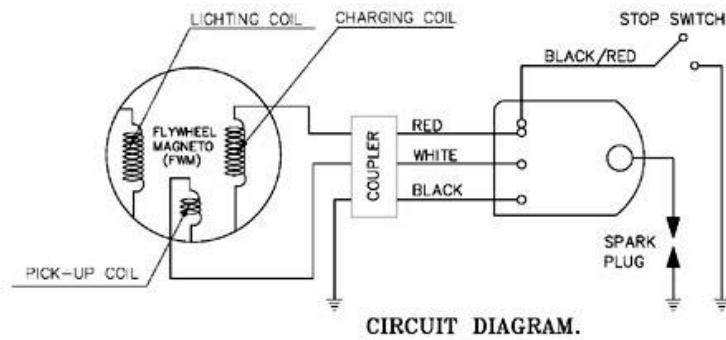 LIGHTING COIL
CHARGING COIL
STOP SWITCH
BLACK/RED
FLYWHEEL
MAGNETO
(FWM)
COUPLER
RED
WHITE
BLACK
SPARK
PLUG
PICK-UP COIL
CIRCUIT DIAGRAM.